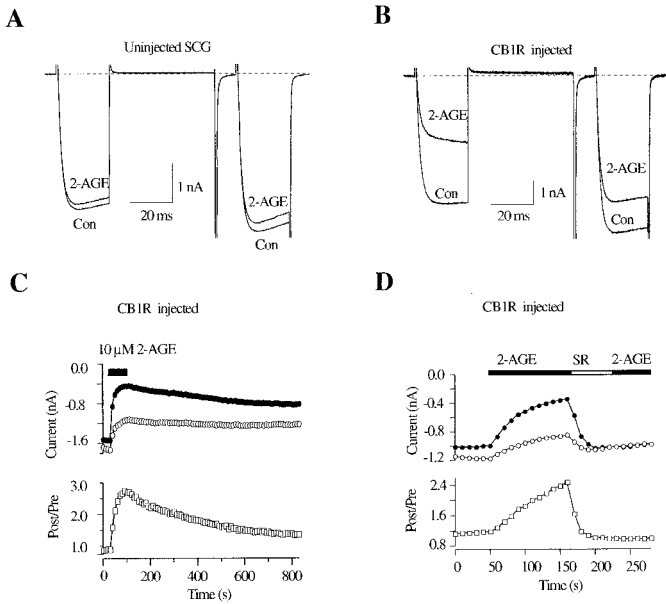 A
Uninjected SCG
2-AGE
Con
1 nA
20 ms
2-AGE
Con
B
CB1R injected
2-AGE
Con
1 nA
20 ms
2-AGE
Con
C
CB1R injected
10 µM 2-AGE
0.0
-0.8
-1.6
Current (nA)
3.0
2.0
1.0
Post/Pre
0 200 400 600 800
Time (s)
D
CB1R injected
2-AGE SR 2-AGE
0.0
-0.4
-0.8
-1.2
Current (nA)
2.4
1.6
0.8
Post/Pre
0 50 100 150 200 250
Time (s)